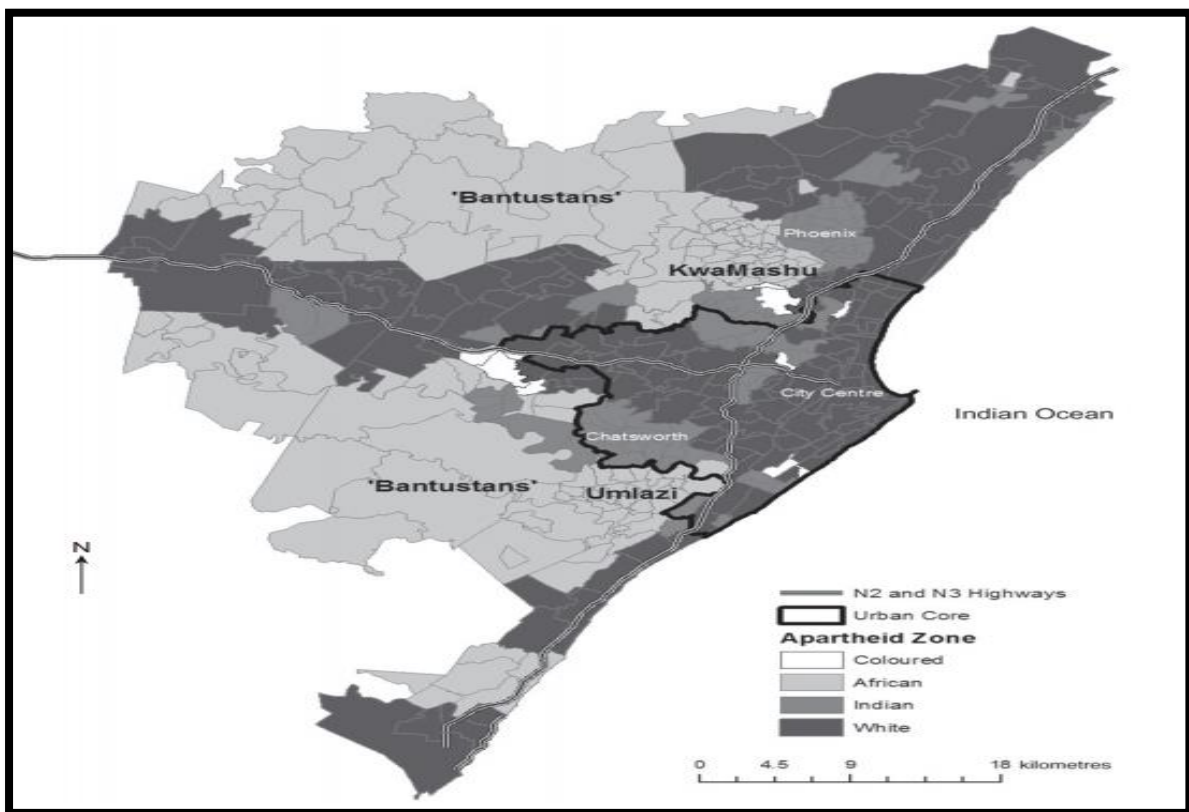 'Bantustans'
Phoenix
KwaMashu
City Centre
Indian Ocean
Chatsworth
'Bantustans'
Umlazi
N
N2 and N3 Highways
Urban Core
Apartheid Zone
Coloured
African
Indian
White
0 4.5 9 18 kilometres